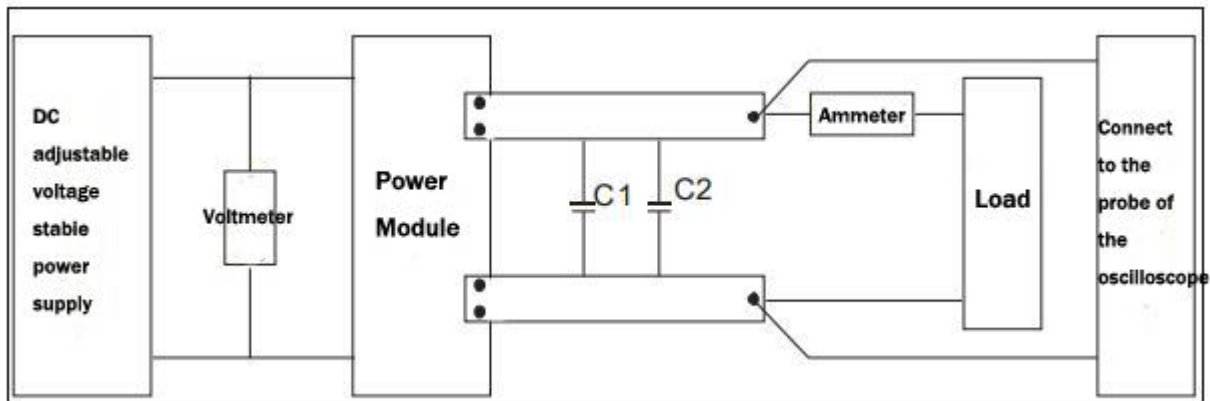 DC
adjustable
voltage
stable
power
supply
Voltmeter
Power
Module
C1
C2
Ammeter
Load
Connect
to the
probe of
the
oscilloscope